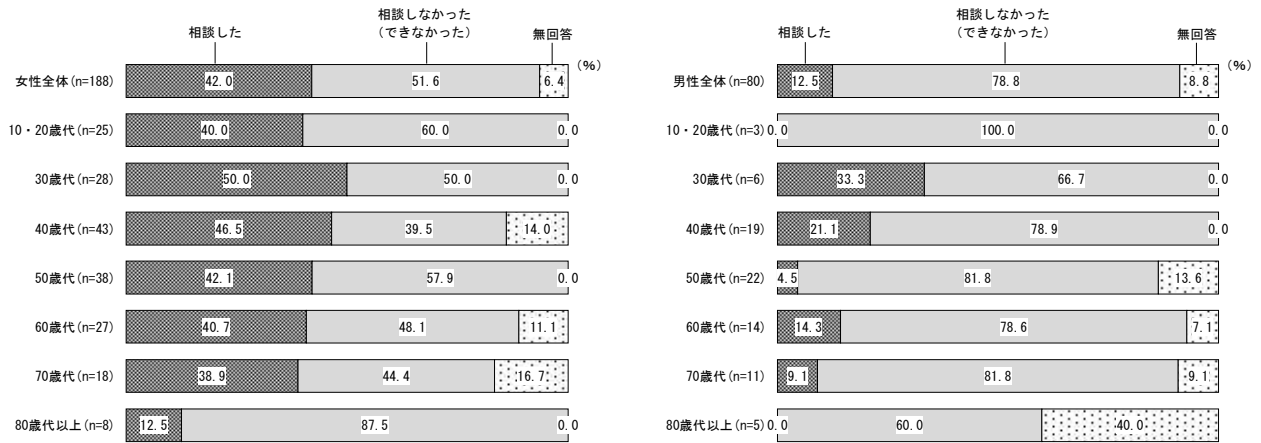 相談した
相談しなかった
（できなかった）
無回答
(%)
女性全体(n=188) 42.0 51.6 6.4
10・20歳代(n=25) 40.0 60.0 0.0
30歳代(n=28) 50.0 50.0 0.0
40歳代(n=43) 46.5 39.5 14.0
50歳代(n=38) 42.1 57.9 0.0
60歳代(n=27) 40.7 48.1 11.1
70歳代(n=18) 38.9 44.4 16.7
80歳代以上(n=8) 12.5 87.5 0.0
相談した
相談しなかった
（できなかった）
無回答
(%)
男性全体(n=80) 12.5 78.8 8.8
10・20歳代(n=3) 0.0 100.0 0.0
30歳代(n=6) 33.3 66.7 0.0
40歳代(n=19) 21.1 78.9 0.0
50歳代(n=22) 4.5 81.8 13.6
60歳代(n=14) 14.3 78.6 7.1
70歳代(n=11) 9.1 81.8 9.1
80歳代以上(n=5) 0.0 60.0 40.0